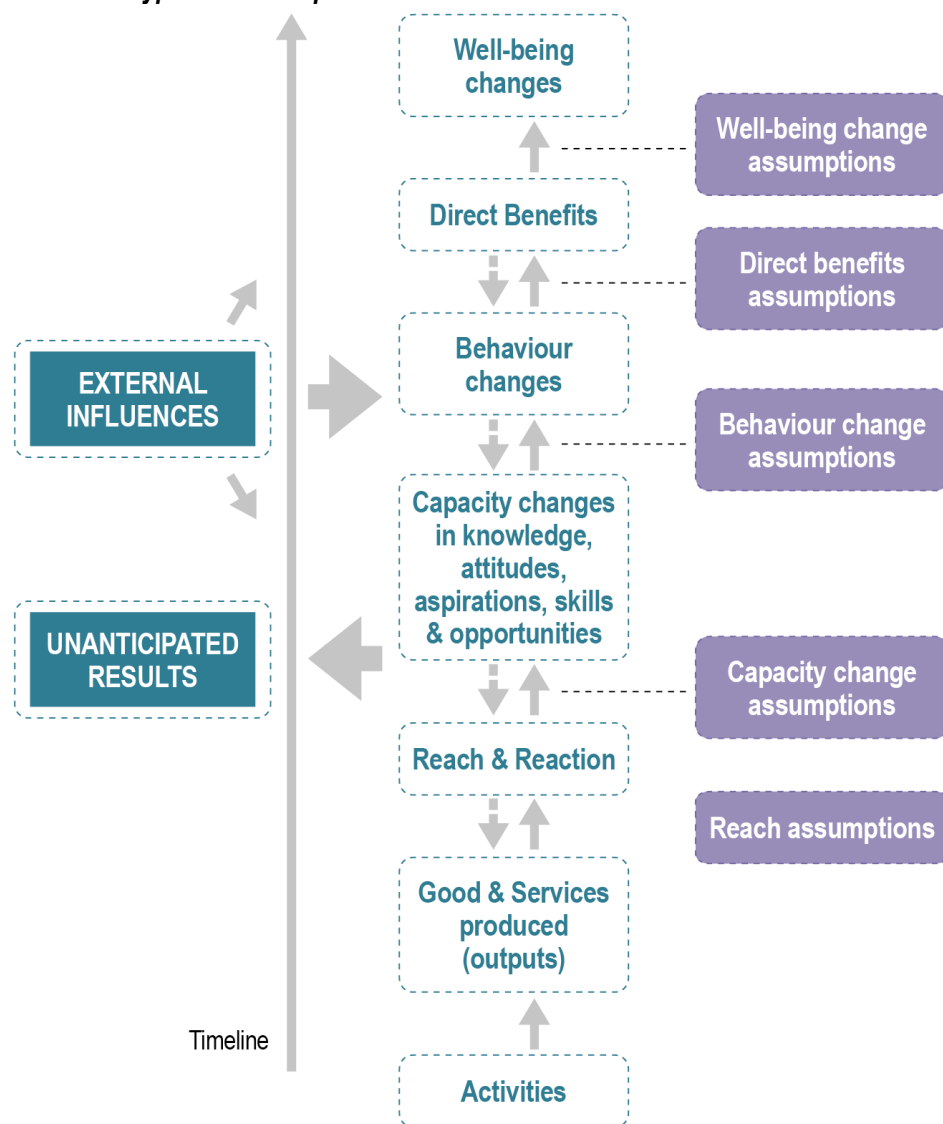 Well-being
changes
Well-being change
assumptions
Direct Benefits
Direct benefits
assumptions
Behaviour
changes
EXTERNAL
INFLUENCES
Behaviour change
assumptions
Capacity changes
in knowledge,
attitudes,
aspirations, skills
& opportunities
UNANTICIPATED
RESULTS
Capacity change
assumptions
Reach & Reaction
Reach assumptions
Good & Services
produced
(outputs)
Timeline
Activities